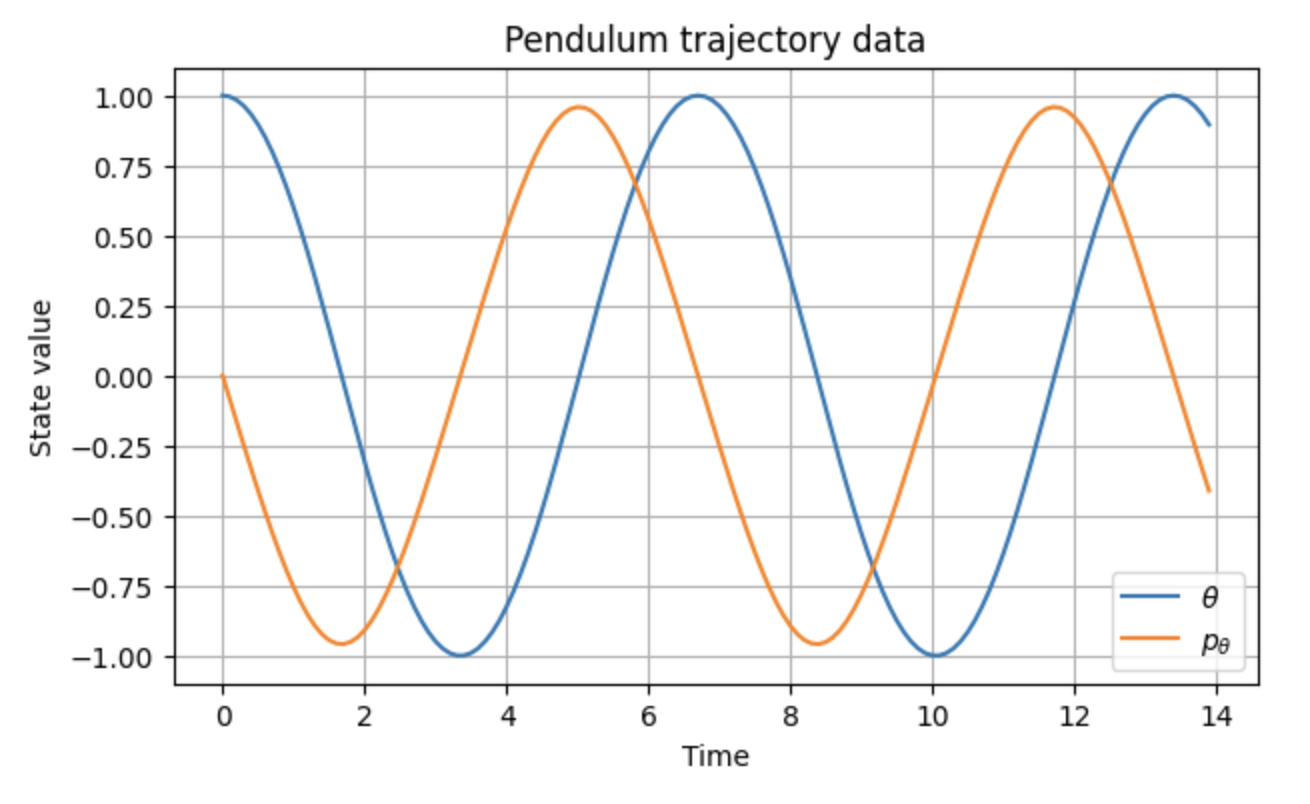 Pendulum trajectory data
State value
1.00
0.75
0.50
0.25
0.00
−0.25
−0.50
−0.75
−1.00
θ
pθ
0 2 4 6 8 10 12 14
Time